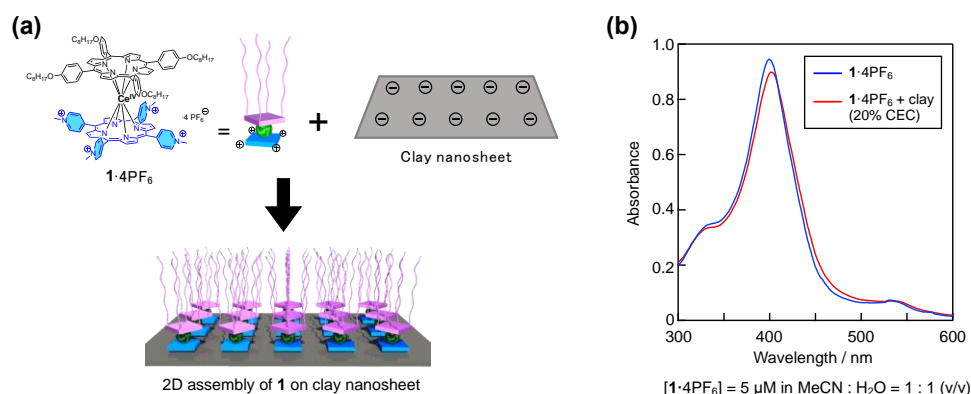 (a)
C₈H₁₇O
OC₈H₁₇
C₈H₁₇O
OC₈H₁₇
Ce^IV
·4 PF₆⊖
1·4PF₆
=
+
Clay nanosheet
2D assembly of 1 on clay nanosheet
(b)
1.0
0.8
0.6
0.4
0.2
0
Absorbance
1·4PF₆
1·4PF₆ + clay
(20% CEC)
300
400
500
600
Wavelength / nm
[1·4PF₆] = 5 μM in MeCN : H₂O = 1 : 1 (v/v)